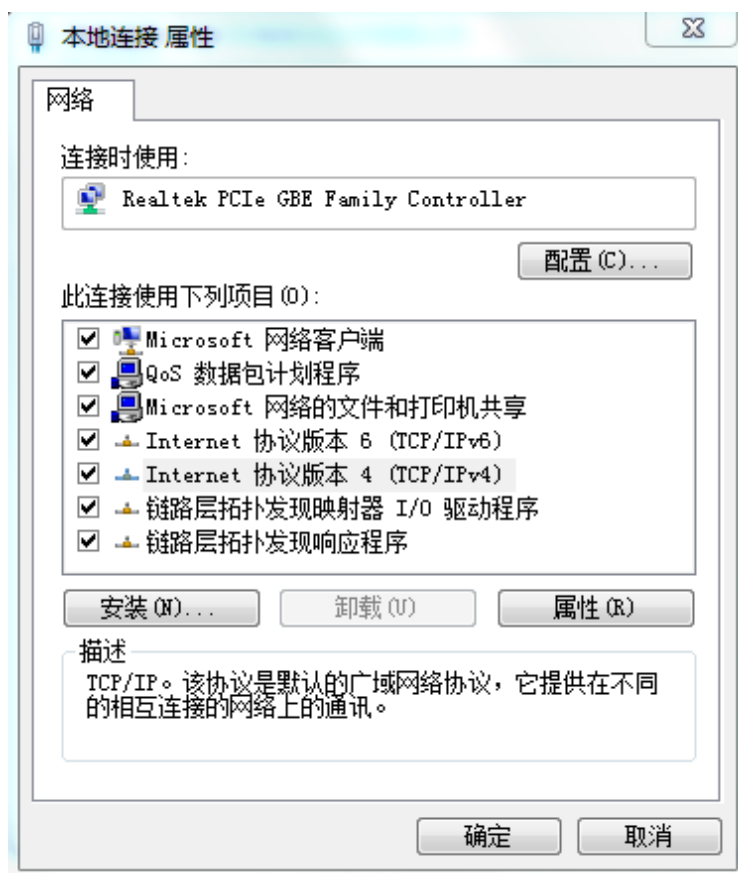 本地连接 属性
网络
连接时使用:
Realtek PCIe GBE Family Controller
配置(C)...
此连接使用下列项目(O):
Microsoft 网络客户端
QoS 数据包计划程序
Microsoft 网络的文件和打印机共享
Internet 协议版本 6 (TCP/IPv6)
Internet 协议版本 4 (TCP/IPv4)
链路层拓扑发现映射器 I/O 驱动程序
链路层拓扑发现响应程序
安装(N)...
卸载(U)
属性(R)
描述
TCP/IP。该协议是默认的广域网络协议，它提供在不同
的相互连接的网络上的通讯。
确定
取消